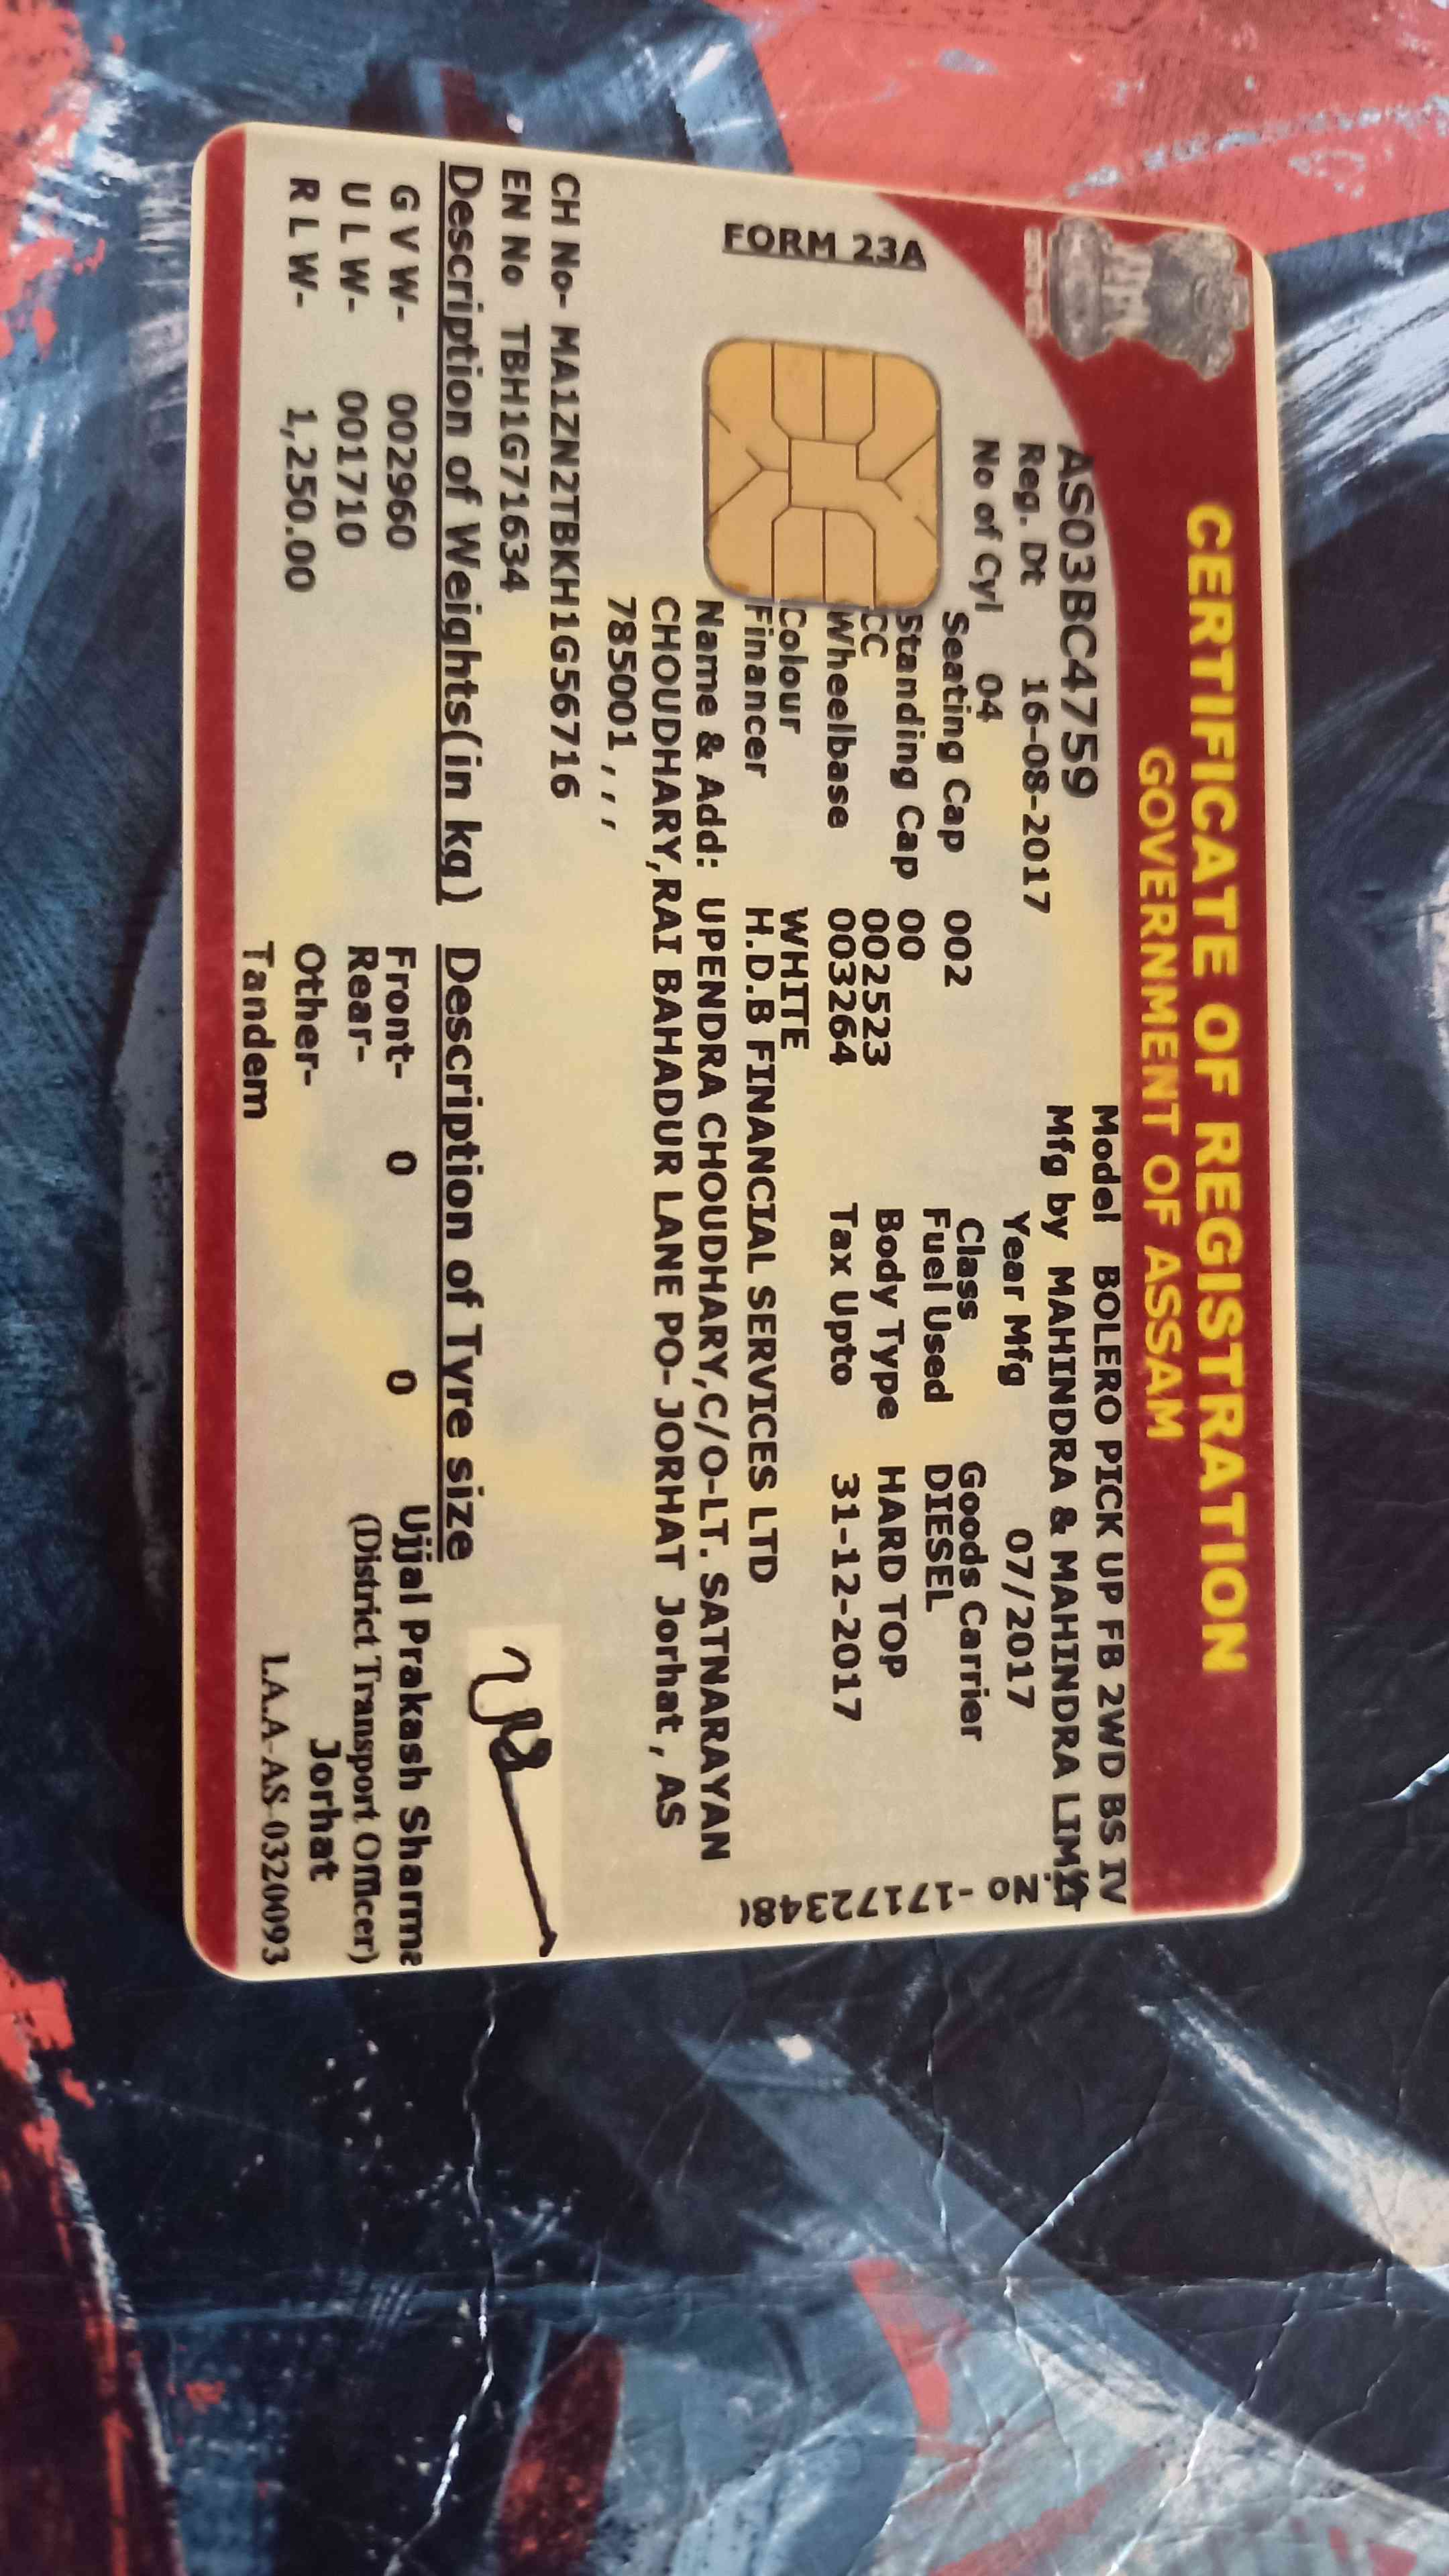 CERTIFICATE OF REGISTRATION
GOVERNMENT OF ASSAM
AS03BC4759
Model BOLERO PICK UP FB 2WD BS IV
Reg. Dt 16-08-2017
Mfg by MAHINDRA & MAHINDRA
No of Cyl 04
Year Mfg 07/2017
FORM 23A
Seating Cap 002
Class Goods Carrier
Standing Cap 00
Fuel Used DIESEL
CC 002523
Body Type HARD TOP
Wheelbase 003264
Tax Upto 31-12-2017
Colour WHITE
Financer H.D.B FINANCIAL SERVICES LTD
Name & Add: UPENDRA CHOUDHARY,C/O-LT. SATNARAYAN
CHOUDHARY,RAI BAHADUR LANE PO-JORHAT Jorhat , AS
785001 , , ,
CH No- MA1ZN2TBKH1G56716
EN No TBH1G71634
Description of Weights(in kg) Description of Tyre size
G V W- 002960
Front- 0 0
U L W- 001710
Rear-
R L W- 1,250.00
Other-
Tandem
Ujjal Prakash
(District Transport Officer)
Jorhat
I.A.A-AS-0320093
No -1717234